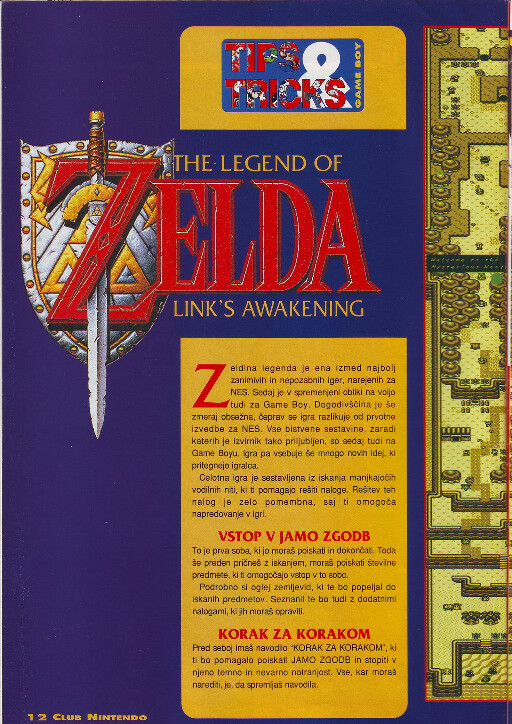 TIPS
&
TRICKS
GAME BOY
THE LEGEND OF
ZELDA
LINK'S AWAKENING
Zeldina legenda je ena izmed najbolj
zanimivih in nepozabnih iger, narejenih za
NES. Sedaj je v spremenjeni obliki na voljo
tudi za Game Boy. Dogodivščina je še
zmeraj obsežna, čeprav se igra razlikuje od prvotne
izvedbe za NES. Vse bistvene sestavine, zaradi
katerih je izvirnik tako priljubljen, so sedaj tudi na
Game Boyu. Igra pa vsebuje še mnogo novih idej, ki
pritegnejo igralca.
Celotna igra je sestavljena iz iskanja manjkajočih
vodilnih niti, ki ti pomagajo rešiti naloge. Rešitev teh
nalog je zelo pomembna, saj ti omogoča
napredovanje v igri.
VSTOP V JAMO ZGODB
To je prva soba, ki jo moraš poiskati in dokončati. Toda
še preden pričneš z iskanjem, moraš poiskati številne
predmete, ki ti omogočajo vstop v to sobo.
Podrobno si oglej zemljevid, ki te bo popeljal do
iskanih predmetov. Seznanil te bo tudi z dodatnimi
nalogami, ki jih moraš opraviti.
KORAK ZA KORAKOM
Pred seboj imaš navodilo "KORAK ZA KORAKOM", ki
ti bo pomagalo poiskati JAMO ZGODB in stopiti v
njeno temno in nevarno notranjost. Vse, kar moraš
narediti, je, da spremljaš navodila.
12 CLUB NINTENDO